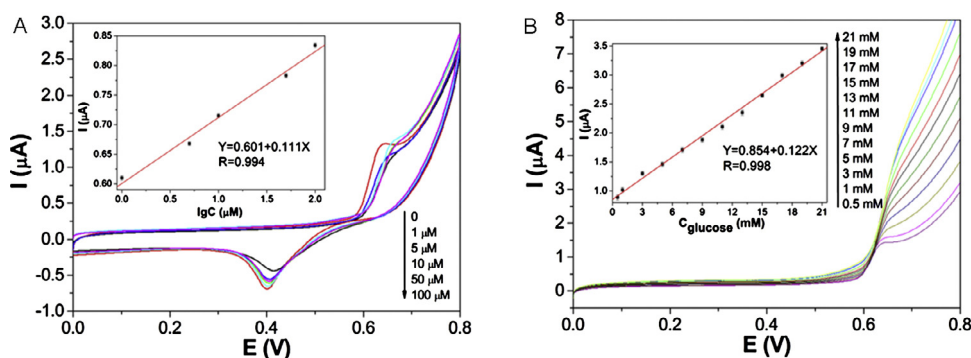 A
3.0
2.5
2.0
1.5
1.0
0.5
0.0
-0.5
-1.0
I (μA)
0.0 0.2 0.4 0.6 0.8
E (V)
0.85
0.80
0.75
0.70
0.65
0.60
I (μA)
0.0 0.5 1.0 1.5 2.0
lgC (μM)
Y=0.601+0.111X
R=0.994
0
1 μM
5 μM
10 μM
50 μM
100 μM
B
8
7
6
5
4
3
2
1
0
I (μA)
0.0 0.2 0.4 0.6 0.8
E (V)
3.5
3.0
2.5
2.0
1.5
1.0
I (μA)
0 3 6 9 12 15 18 21
Cglucose (mM)
Y=0.854+0.122X
R=0.998
21 mM
19 mM
17 mM
15 mM
13 mM
11 mM
9 mM
7 mM
5 mM
3 mM
1 mM
0.5 mM